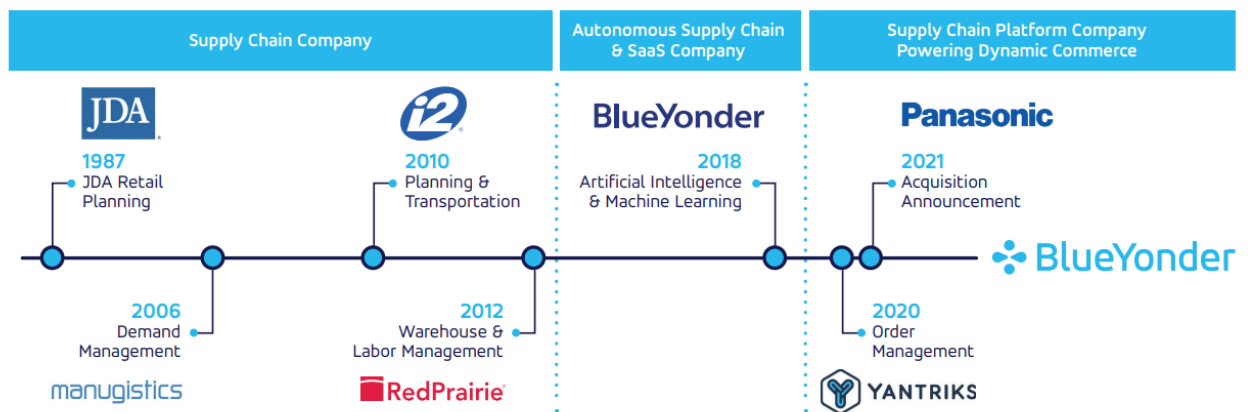 Supply Chain Company
Autonomous Supply Chain
& SaaS Company
Supply Chain Platform Company
Powering Dynamic Commerce
JDA
i2
BlueYonder
Panasonic
1987
JDA Retail
Planning
2010
Planning &
Transportation
2018
Artificial Intelligence
& Machine Learning
2021
Acquisition
Announcement
BlueYonder
2006
Demand
Management
2012
Warehouse &
Labor Management
2020
Order
Management
manugistics
RedPrairie
YANTRIKS